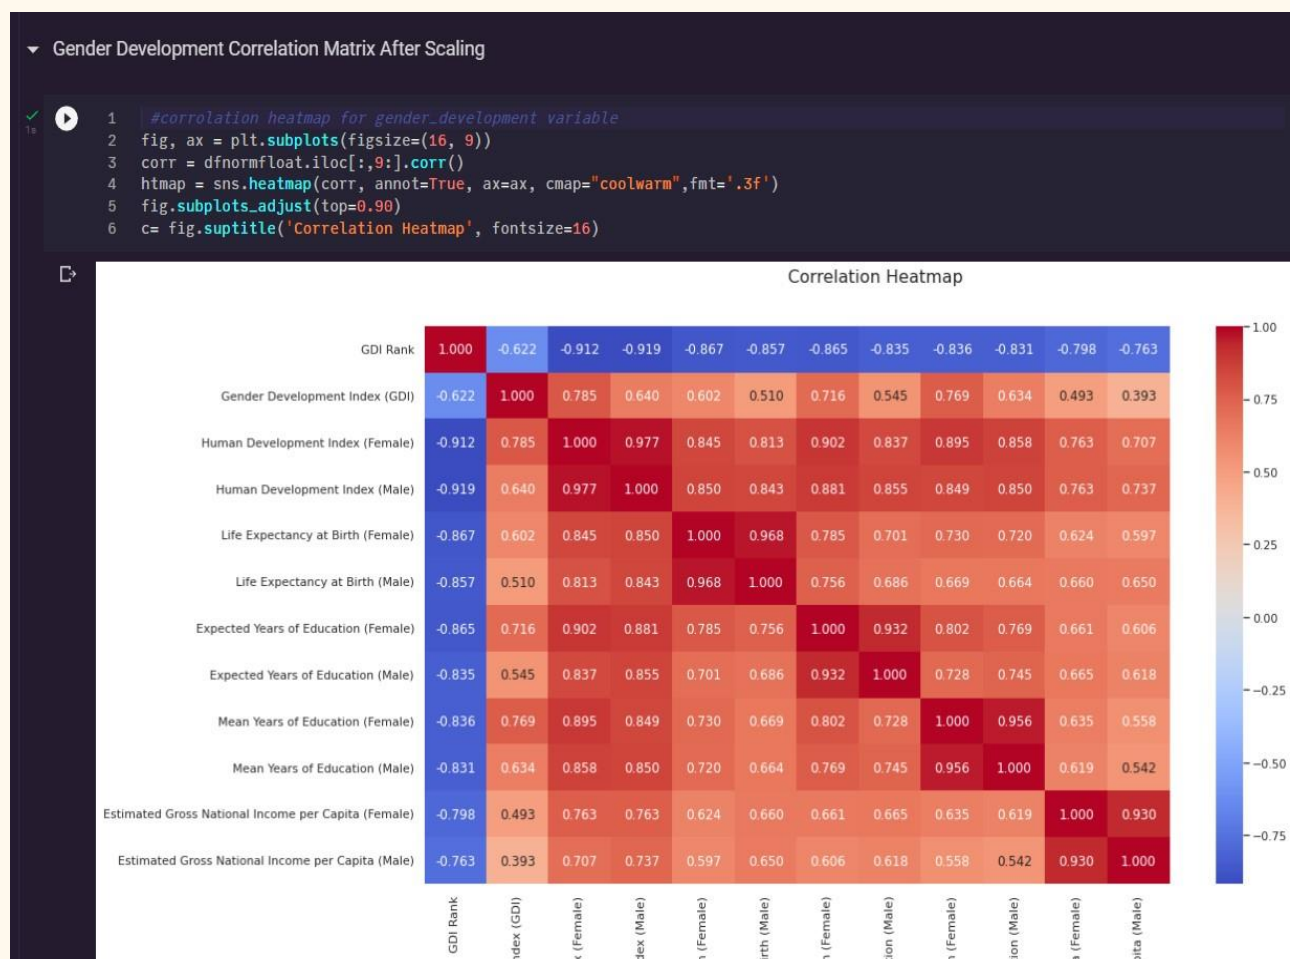 Gender Development Correlation Matrix After Scaling
1 #corrolation heatmap for gender_development variable
1s
2 fig, ax = plt.subplots(figsize=(16, 9))
3 corr = dfnormfloat.iloc[:,9:].corr()
4 htmap = sns.heatmap(corr, annot=True, ax=ax, cmap="coolwarm",fmt='.3f')
5 fig.subplots_adjust(top=0.90)
6 c= fig.suptitle('Correlation Heatmap', fontsize=16)
Correlation Heatmap
GDI Rank 1.000 -0.622 -0.912 -0.919 -0.867 -0.857 -0.865 -0.835 -0.836 -0.831 -0.798 -0.763
Gender Development Index (GDI) -0.622 1.000 0.785 0.640 0.602 0.510 0.716 0.545 0.769 0.634 0.493 0.393
Human Development Index (Female) -0.912 0.785 1.000 0.977 0.845 0.813 0.902 0.837 0.895 0.858 0.763 0.707
Human Development Index (Male) -0.919 0.640 0.977 1.000 0.850 0.843 0.881 0.855 0.849 0.850 0.763 0.737
Life Expectancy at Birth (Female) -0.867 0.602 0.845 0.850 1.000 0.968 0.785 0.701 0.730 0.720 0.624 0.597
Life Expectancy at Birth (Male) -0.857 0.510 0.813 0.843 0.968 1.000 0.756 0.686 0.669 0.664 0.660 0.650
Expected Years of Education (Female) -0.865 0.716 0.902 0.881 0.785 0.756 1.000 0.932 0.802 0.769 0.661 0.606
Expected Years of Education (Male) -0.835 0.545 0.837 0.855 0.701 0.686 0.932 1.000 0.728 0.745 0.665 0.618
Mean Years of Education (Female) -0.836 0.769 0.895 0.849 0.730 0.669 0.802 0.728 1.000 0.956 0.635 0.558
Mean Years of Education (Male) -0.831 0.634 0.858 0.850 0.720 0.664 0.769 0.745 0.956 1.000 0.619 0.542
Estimated Gross National Income per Capita (Female) -0.798 0.493 0.763 0.763 0.624 0.660 0.661 0.665 0.635 0.619 1.000 0.930
Estimated Gross National Income per Capita (Male) -0.763 0.393 0.707 0.737 0.597 0.650 0.606 0.618 0.558 0.542 0.930 1.000
1.00
0.75
0.50
0.25
0.00
−0.25
−0.50
−0.75
GDI Rank
ndex (GDI)
x (Female)
dex (Male)
h (Female)
irth (Male)
n (Female)
tion (Male)
n (Female)
ion (Male)
a (Female)
pita (Male)